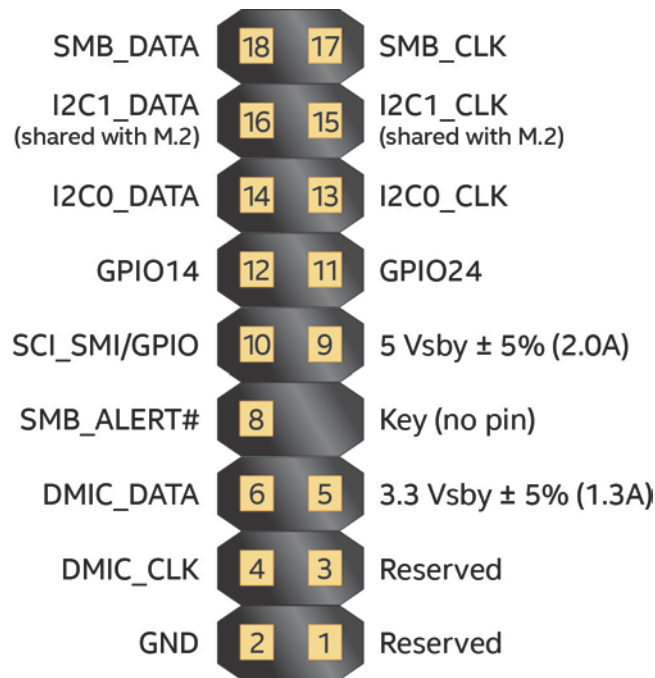 SMB_DATA 18 17 SMB_CLK
I2C1_DATA 16 15 I2C1_CLK
(shared with M.2) (shared with M.2)
I2C0_DATA 14 13 I2C0_CLK
GPIO14 12 11 GPIO24
SCI_SMI/GPIO 10 9 5 Vsby ± 5% (2.0A)
SMB_ALERT# 8 Key (no pin)
DMIC_DATA 6 5 3.3 Vsby ± 5% (1.3A)
DMIC_CLK 4 3 Reserved
GND 2 1 Reserved